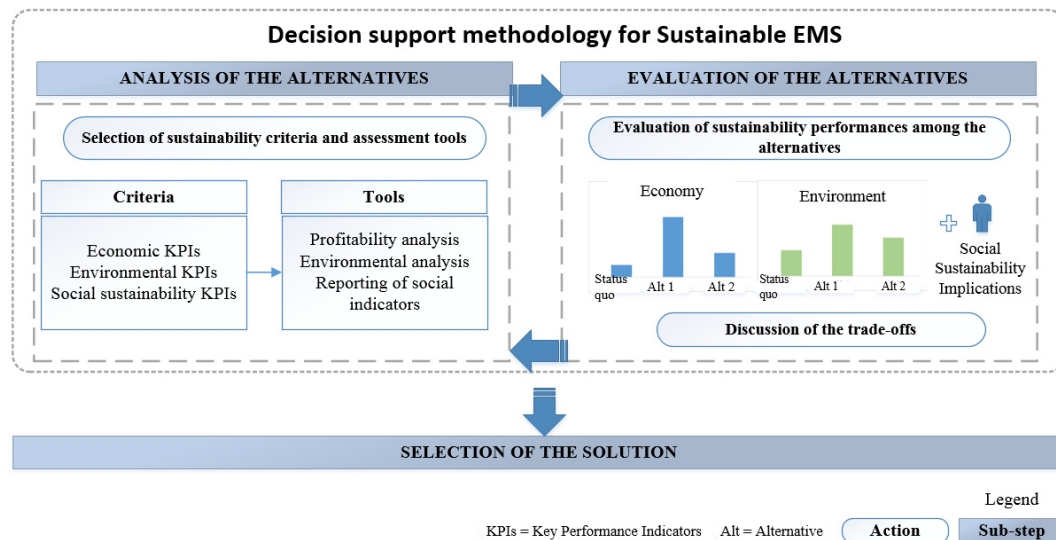 Decision support methodology for Sustainable EMS
ANALYSIS OF THE ALTERNATIVES
Selection of sustainability criteria and assessment tools
Criteria
Economic KPIs
Environmental KPIs
Social sustainability KPIs
Tools
Profitability analysis
Environmental analysis
Reporting of social
indicators
EVALUATION OF THE ALTERNATIVES
Evaluation of sustainability performances among the
alternatives
Economy
Status
quo
Alt 1
Alt 2
Environment
Status
quo
Alt 1
Alt 2
Social
Sustainability
Implications
Discussion of the trade-offs
SELECTION OF THE SOLUTION
Legend
KPIs = Key Performance Indicators
Alt = Alternative
Action
Sub-step